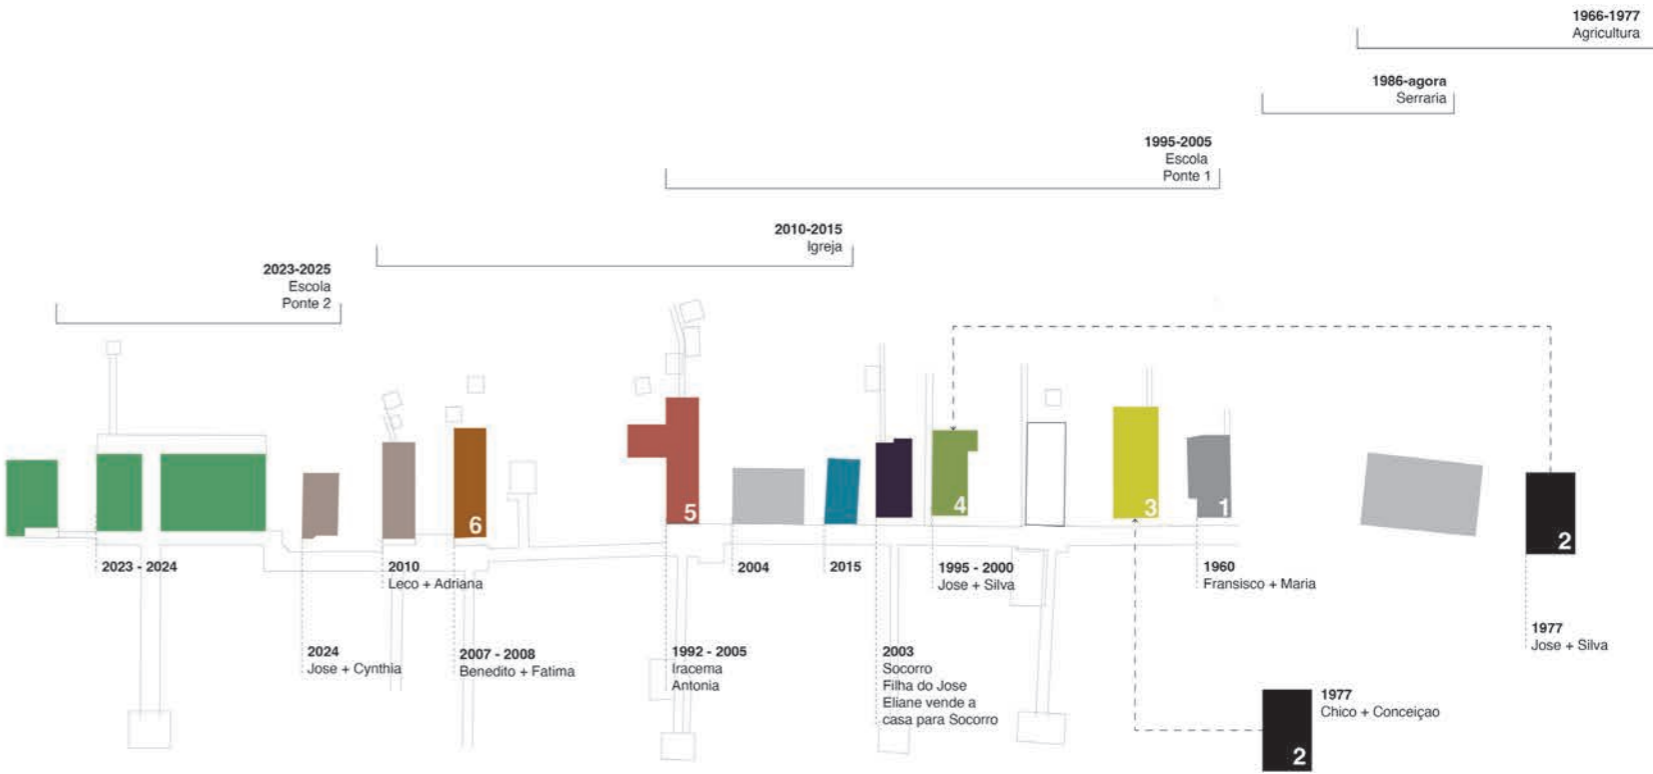 1966-1977
Agricultura
1986-agora
Serraria
1995-2005
Escola
Ponte 1
2010-2015
Igreja
2023-2025
Escola
Ponte 2
6
5
4
3
1
2
2023 - 2024
2010
Leco + Adriana
2004
2015
1995 - 2000
Jose + Silva
1960
Fransisco + Maria
2024
Jose + Cynthia
2007 - 2008
Benedito + Fatima
1992 - 2005
Iracema
Antonia
2003
Socorro
Filha do Jose
Eliane vende a
casa para Socorro
1977
Jose + Silva
1977
Chico + Conceiçao
2